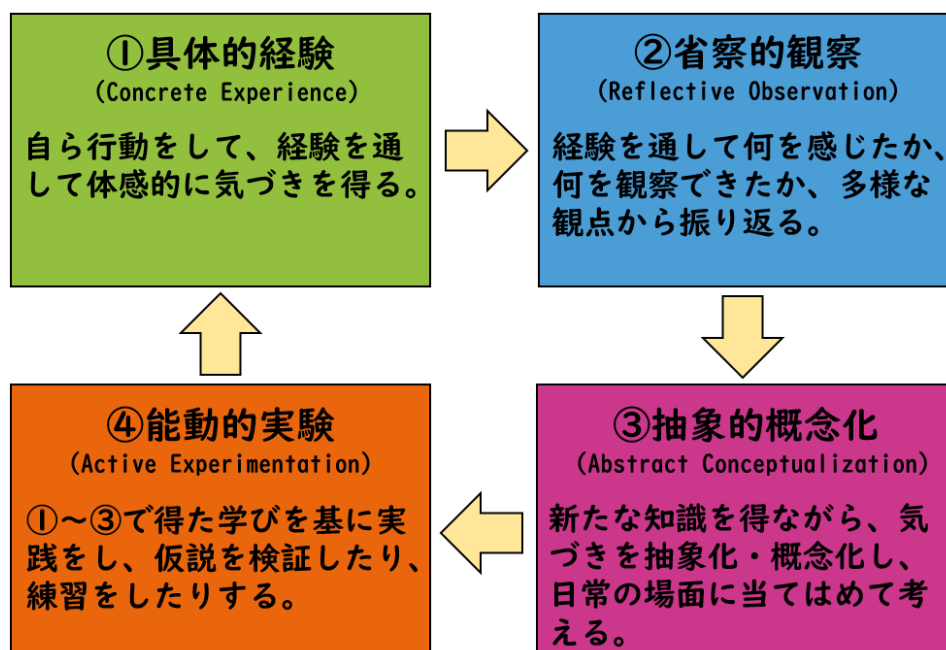 ①具体的経験
(Concrete Experience)
自ら行動をして、経験を通
して体感的に気づきを得る。
②省察的観察
(Reflective Observation)
経験を通して何を感じたか、
何を観察できたか、多様な
観点から振り返る。
③抽象的概念化
(Abstract Conceptualization)
新たな知識を得ながら、気
づきを抽象化・概念化し、
日常の場面に当てはめて考
える。
④能動的実験
(Active Experimentation)
①～③で得た学びを基に実
践をし、仮説を検証したり、
練習をしたりする。